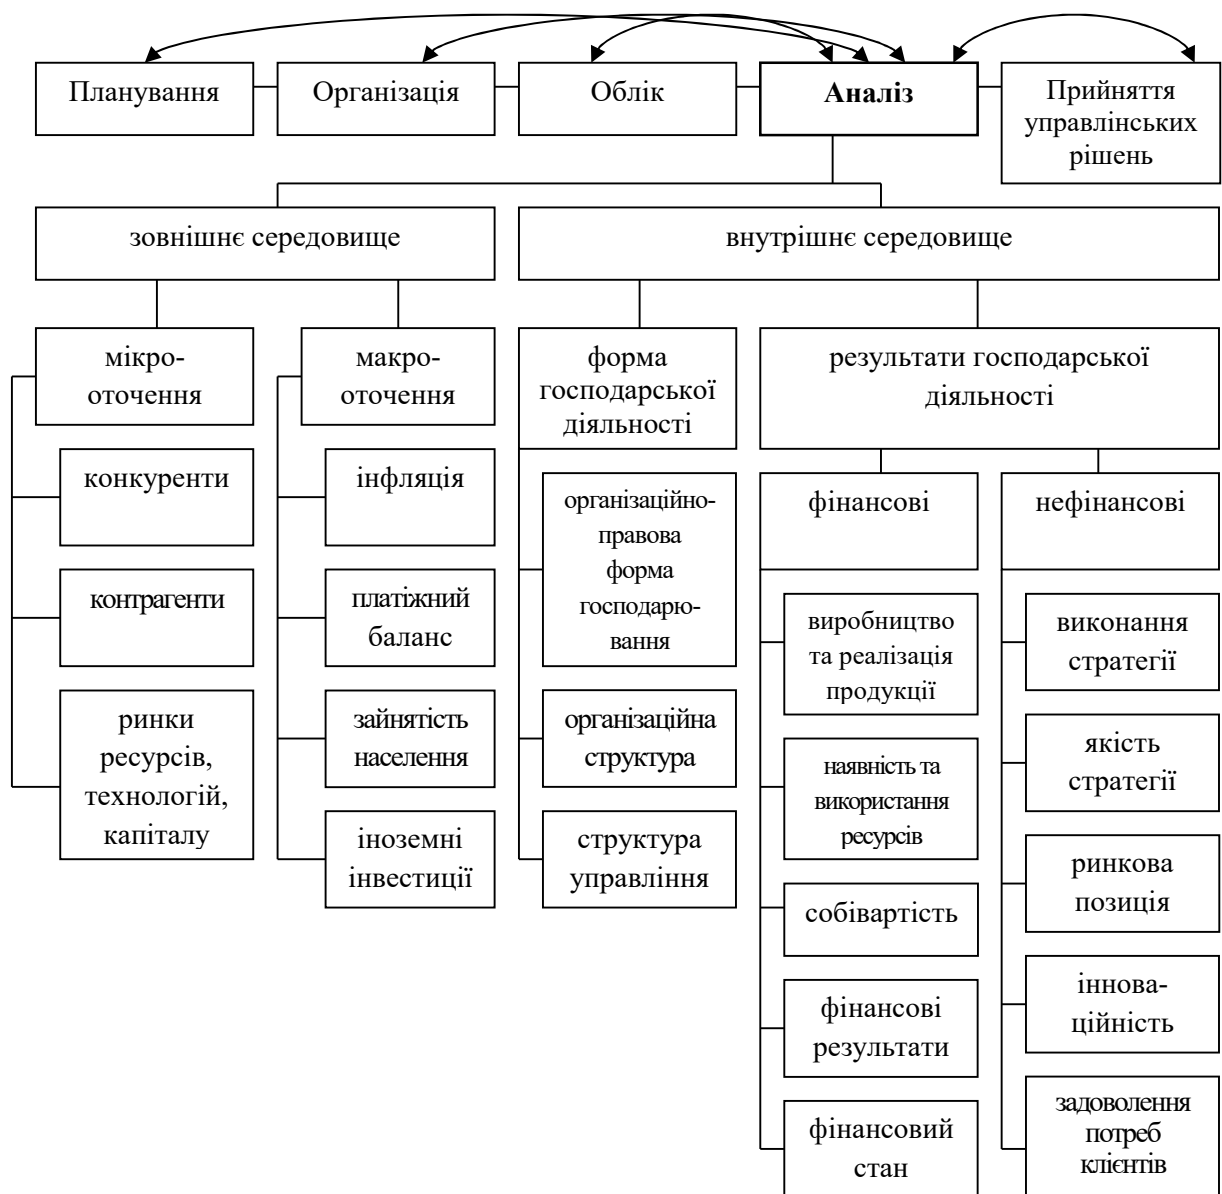 Планування
Організація
Облік
Аналіз
Прийняття
управлінських
рішень
зовнішнє середовище
внутрішнє середовище
мікро-
оточення
макро-
оточення
форма
господарської
діяльності
результати господарської
діяльності
конкуренти
інфляція
організаційно-
правова
форма
господарю-
вання
фінансові
нефінансові
контрагенти
платіжний
баланс
виробництво
та реалізація
продукції
виконання
стратегії
ринки
ресурсів,
технологій,
капіталу
зайнятість
населення
організаційна
структура
наявність та
використання
ресурсів
якість
стратегії
іноземні
інвестиції
структура
управління
собівартість
ринкова
позиція
фінансові
результати
іннова-
ційність
фінансовий
стан
задоволення
потреб
клієнтів